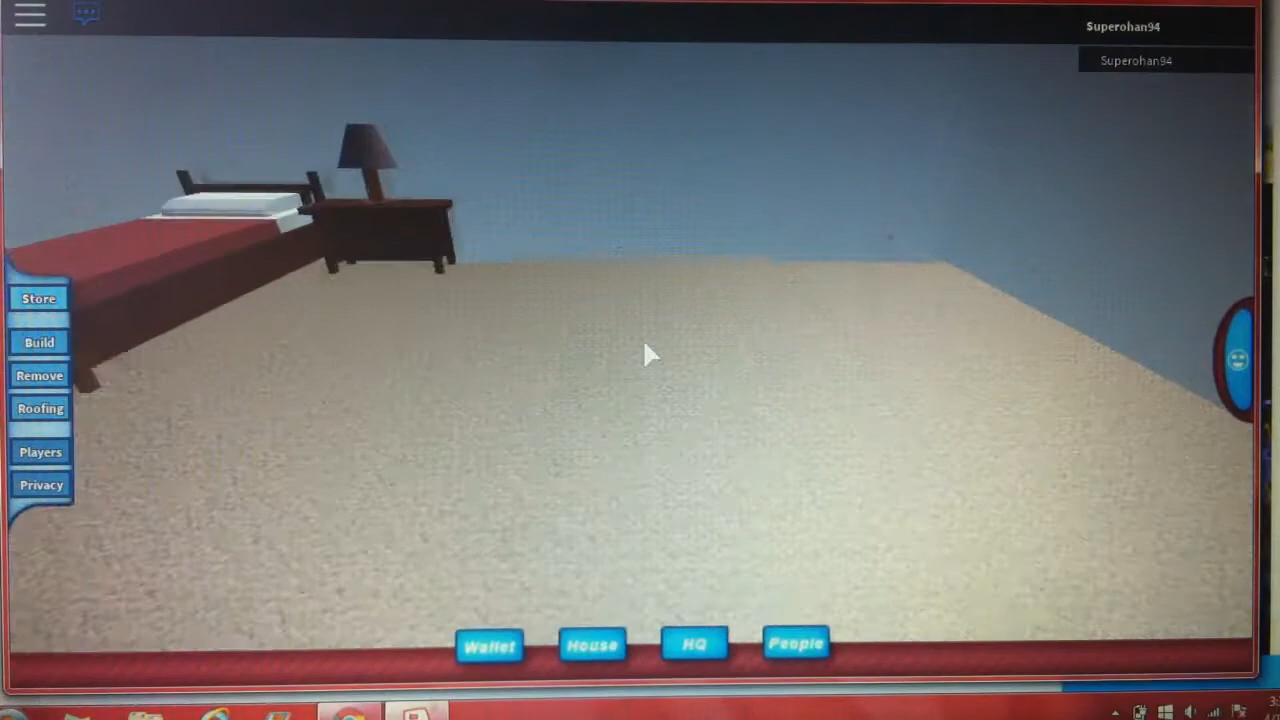 Superohan94
Superohan94
Store
Build
Remove
Roofing
Players
Privacy
Wallet
House
HQ
People